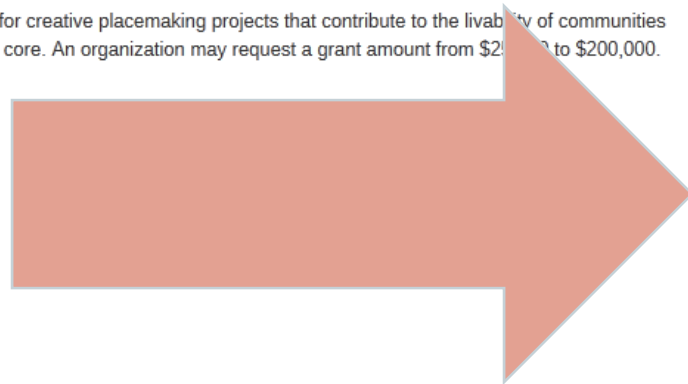 for creative placemaking projects that contribute to the livability of communities
core. An organization may request a grant amount from to $200,000.